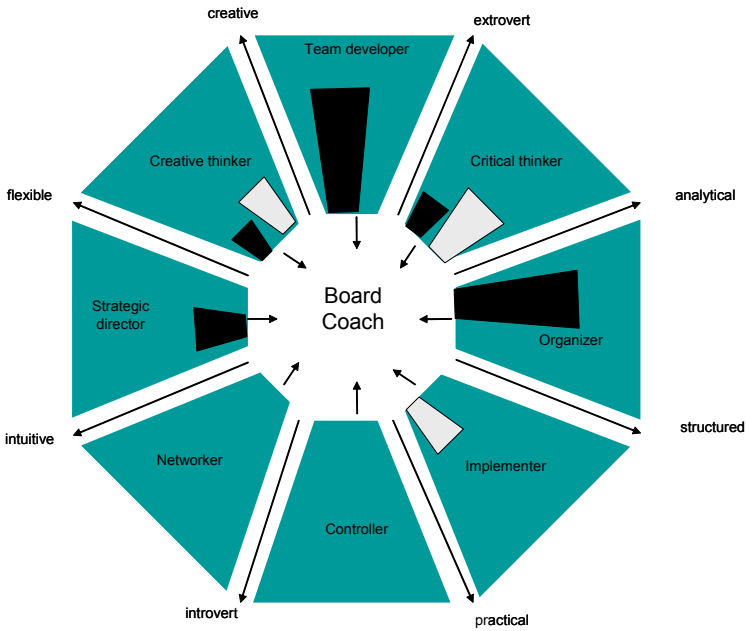 creative
extrovert
Team developer
Creative thinker
Critical thinker
flexible
analytical
Board
Coach
Strategic
director
Organizer
structured
intuitive
Networker
Implementer
Controller
introvert
practical